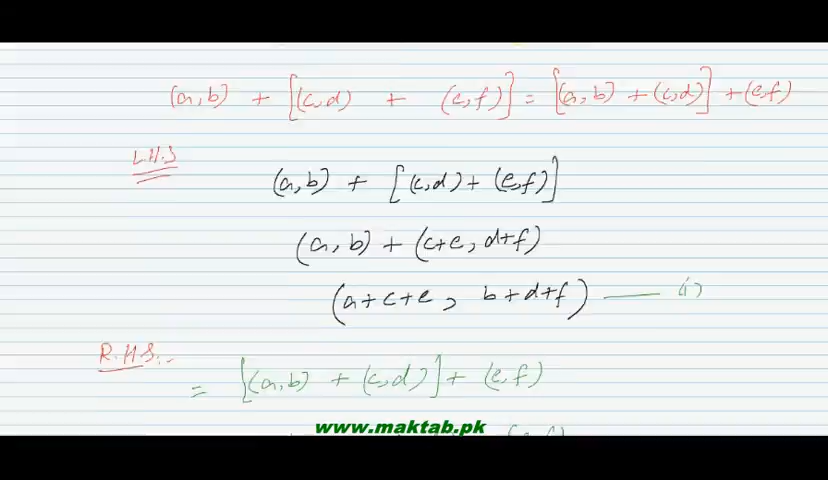 (a,b) + [(c,d) + (e,f)] = [(a,b) + (c,d)] + (e,f)
L.H.S
(a,b) + [(c,d) + (e,f)]
(a,b) + (c+e, d+f)
(a+c+e, b+d+f) —— (i)
R.H.S.
= [(a,b) + (c,d)] + (e,f)
www.maktab.pk